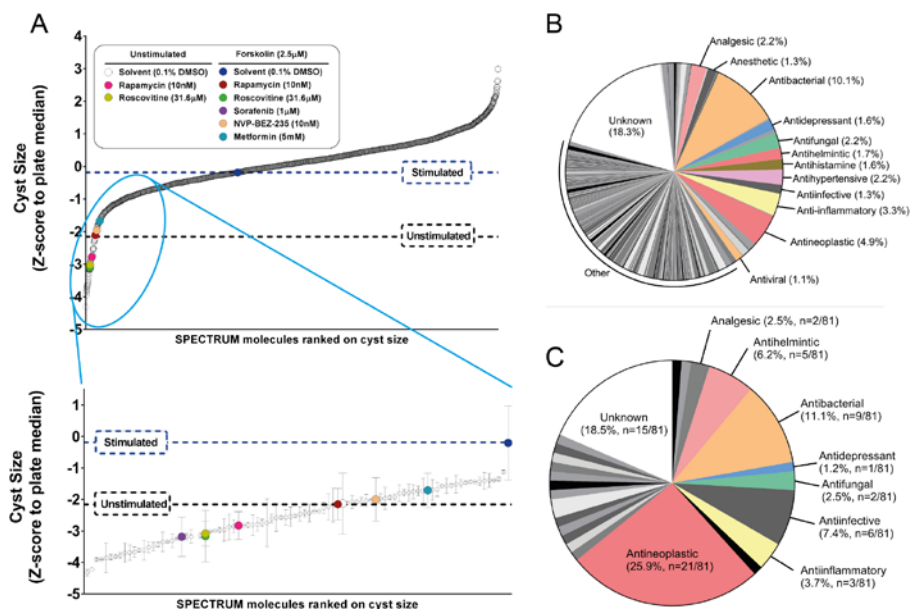 A
Unstimulated
Solvent (0.1% DMSO)
Rapamycin (10nM)
Roscovitine (31.6μM)
Forskolin (2.5μM)
Solvent (0.1% DMSO)
Rapamycin (10nM)
Roscovitine (31.6μM)
Sorafenib (1μM)
NVP-BEZ-235 (10nM)
Metformin (5mM)
Cyst Size
(Z-score to plate median)
4
3
2
1
0
-1
-2
-3
-4
-5
Stimulated
Unstimulated
SPECTRUM molecules ranked on cyst size
Cyst Size
(Z-score to plate median)
1
0
-1
-2
-3
-4
-5
Stimulated
Unstimulated
SPECTRUM molecules ranked on cyst size
B
Analgesic (2.2%)
Anesthetic (1.3%)
Antibacterial (10.1%)
Antidepressant (1.6%)
Antifungal (2.2%)
Antihelmintic (1.7%)
Antihistamine (1.6%)
Antihypertensive (2.2%)
Antiinfective (1.3%)
Anti-inflammatory (3.3%)
Antineoplastic (4.9%)
Antiviral (1.1%)
Other
Unknown
(18.3%)
C
Analgesic (2.5%, n=2/81)
Antihelmintic
(6.2%, n=5/81)
Antibacterial
(11.1%, n=9/81)
Antidepressant
(1.2%, n=1/81)
Antifungal
(2.5%, n=2/81)
Antiinfective
(7.4%, n=6/81)
Antiinflammatory
(3.7%, n=3/81)
Antineoplastic
(25.9%, n=21/81)
Unknown
(18.5%, n=15/81)